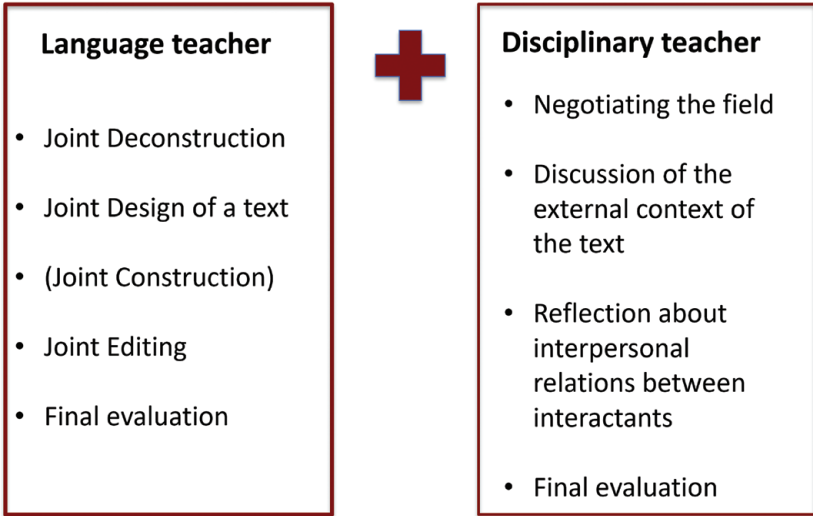 Language teacher
• Joint Deconstruction
• Joint Design of a text
• (Joint Construction)
• Joint Editing
• Final evaluation
Disciplinary teacher
• Negotiating the field
• Discussion of the
external context of
the text
• Reflection about
interpersonal
relations between
interactants
• Final evaluation